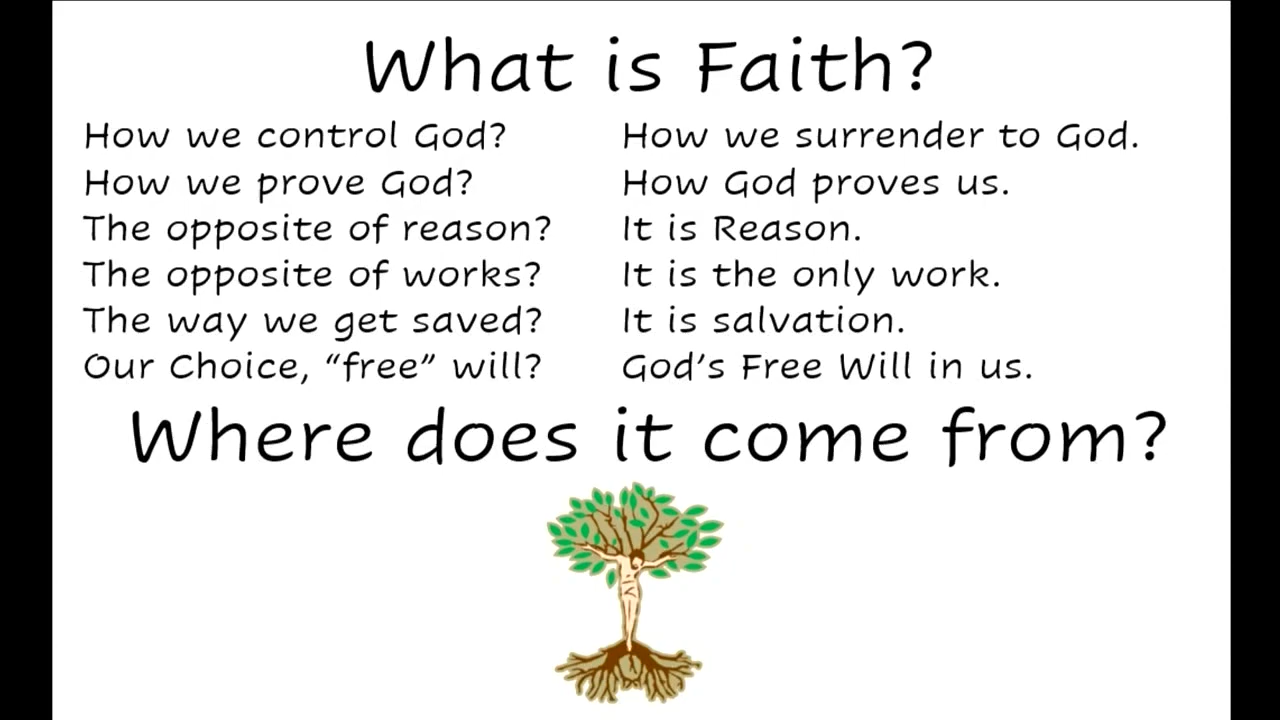 What is Faith?
How we control God? How we surrender to God.
How we prove God? How God proves us.
The opposite of reason? It is Reason.
The opposite of works? It is the only work.
The way we get saved? It is salvation.
Our Choice, “free” will? God’s Free Will in us.
Where does it come from?